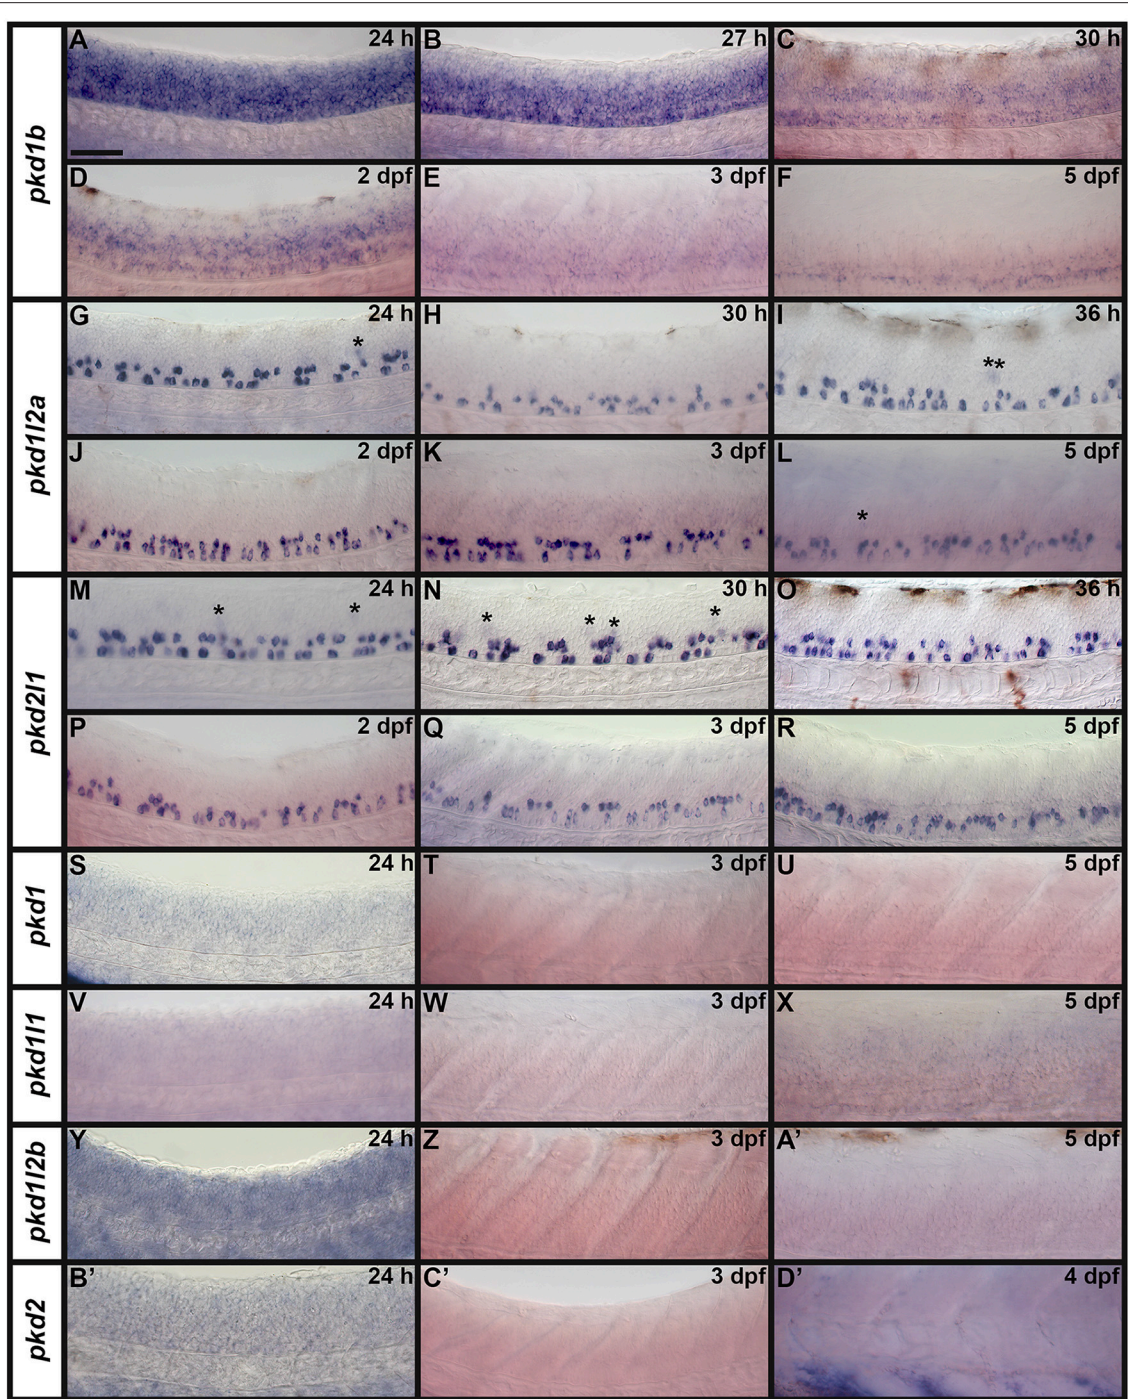 pkd1b
A 24 h
B 27 h
C 30 h
D 2 dpf
E 3 dpf
F 5 dpf
pkd1l2a
G 24 h
*
H 30 h
I 36 h
**
J 2 dpf
K 3 dpf
L 5 dpf
*
pkd2l1
M 24 h
* *
N 30 h
* * * *
O 36 h
P 2 dpf
Q 3 dpf
R 5 dpf
pkd1
S 24 h
T 3 dpf
U 5 dpf
pkd1l1
V 24 h
W 3 dpf
X 5 dpf
pkd1l2b
Y 24 h
Z 3 dpf
A’ 5 dpf
pkd2
B’ 24 h
C’ 3 dpf
D’ 4 dpf